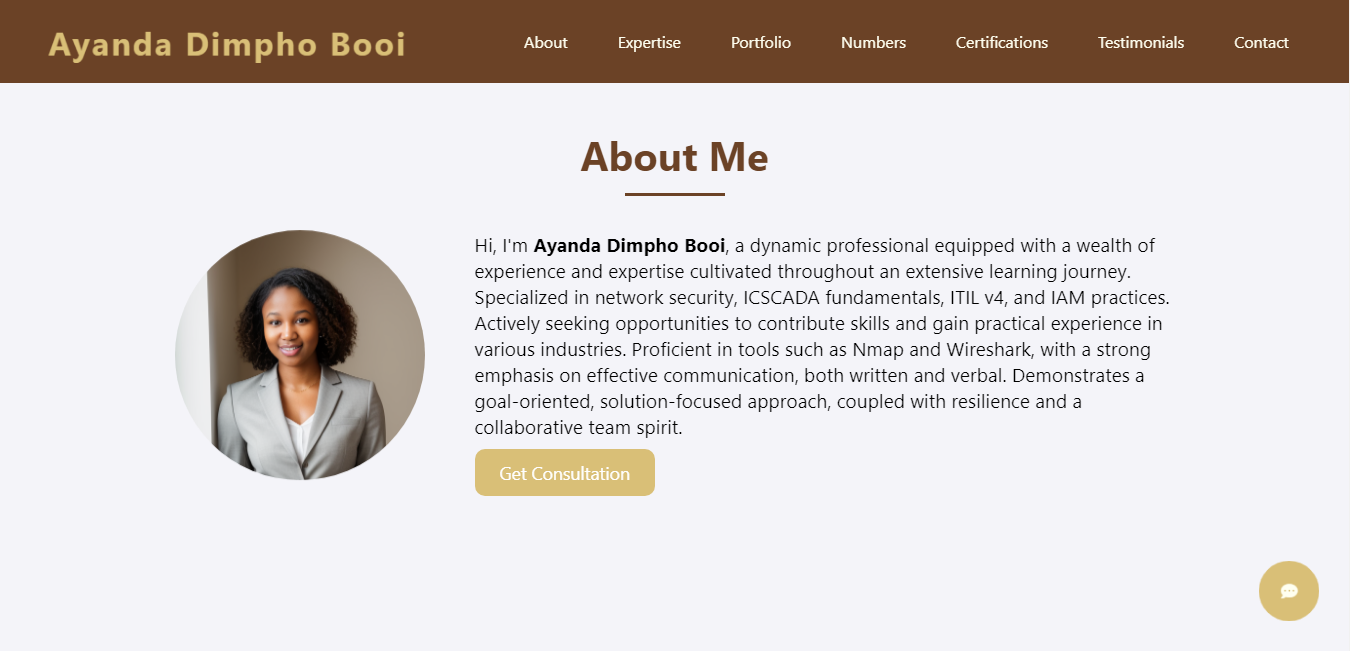 Ayanda Dimpho Booi
About Expertise Portfolio Numbers Certifications Testimonials Contact
About Me
Hi, I'm Ayanda Dimpho Booi, a dynamic professional equipped with a wealth of
experience and expertise cultivated throughout an extensive learning journey.
Specialized in network security, ICSCADA fundamentals, ITIL v4, and IAM practices.
Actively seeking opportunities to contribute skills and gain practical experience in
various industries. Proficient in tools such as Nmap and Wireshark, with a strong
emphasis on effective communication, both written and verbal. Demonstrates a
goal-oriented, solution-focused approach, coupled with resilience and a
collaborative team spirit.
Get Consultation